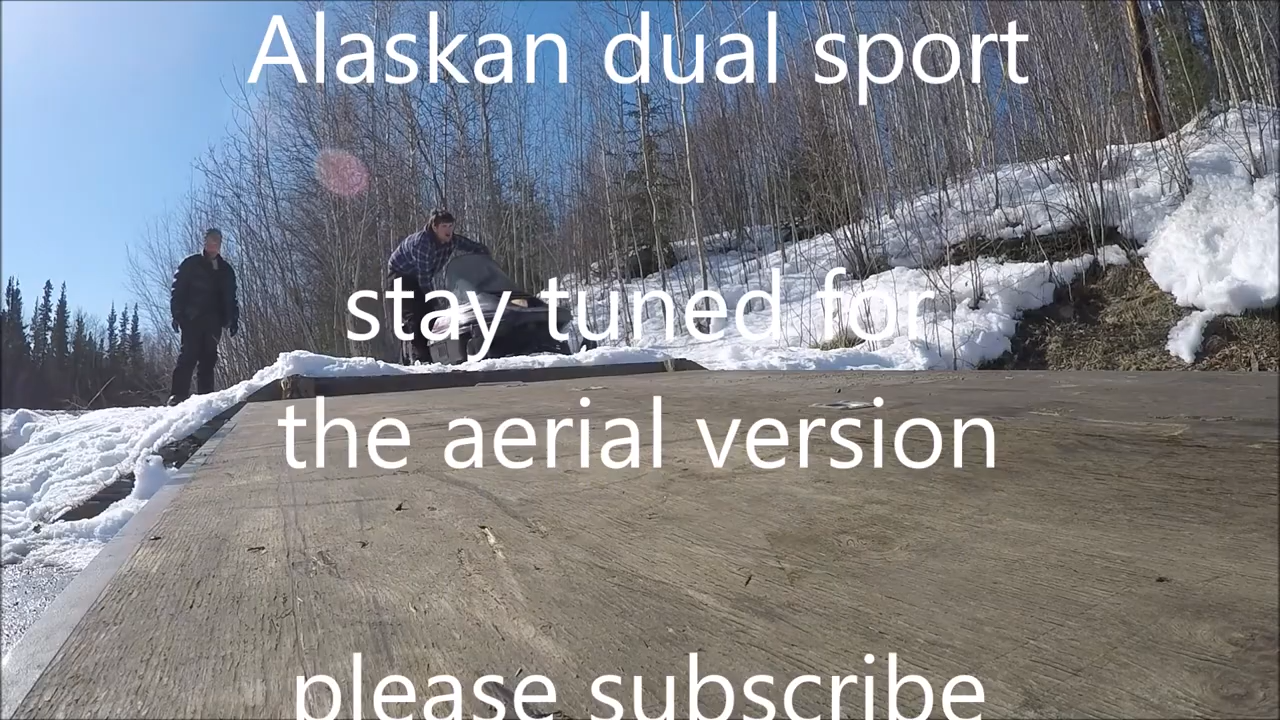 Alaskan dual sport
stay tuned for
the aerial version
please subscribe